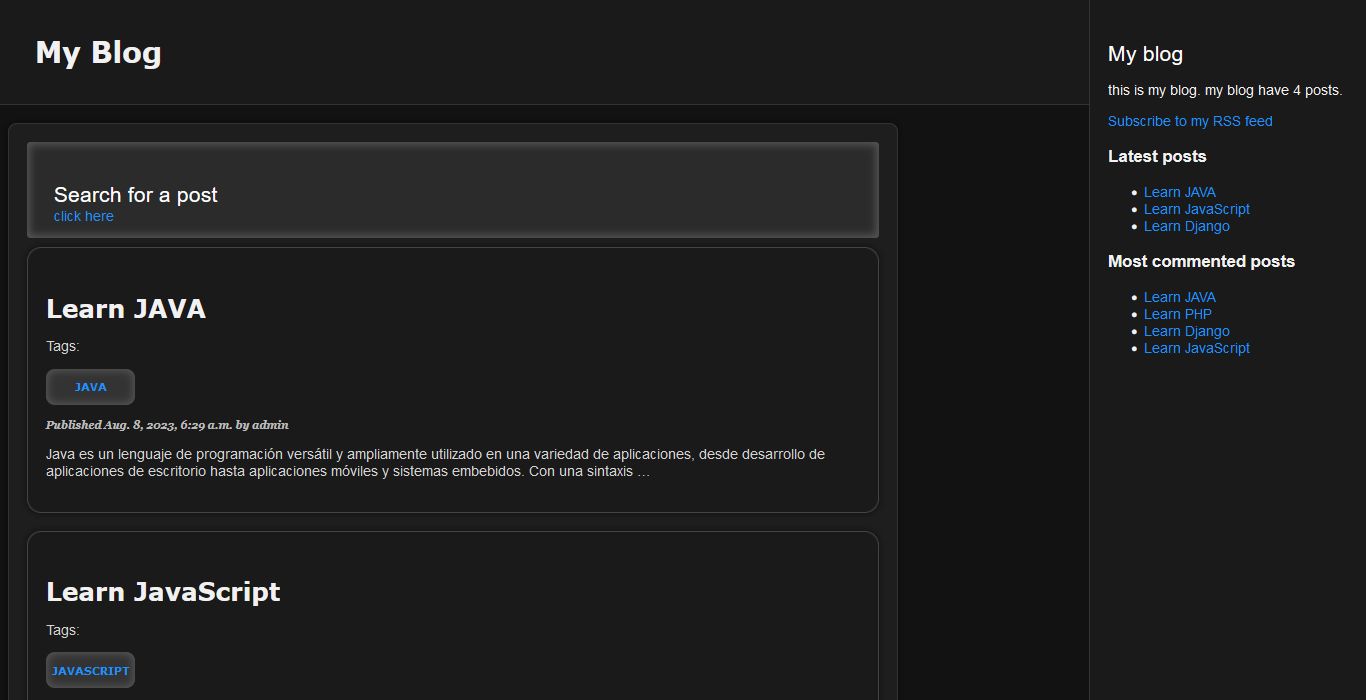 My Blog
Search for a post
click here
Learn JAVA
Tags:
JAVA
Published Aug. 8, 2023, 6:29 a.m. by admin
Java es un lenguaje de programación versátil y ampliamente utilizado en una variedad de aplicaciones, desde desarrollo de
aplicaciones de escritorio hasta aplicaciones móviles y sistemas embebidos. Con una sintaxis …
Learn JavaScript
Tags:
JAVASCRIPT
My blog
this is my blog. my blog have 4 posts.
Subscribe to my RSS feed
Latest posts
Learn JAVA
Learn JavaScript
Learn Django
Most commented posts
Learn JAVA
Learn PHP
Learn Django
Learn JavaScript